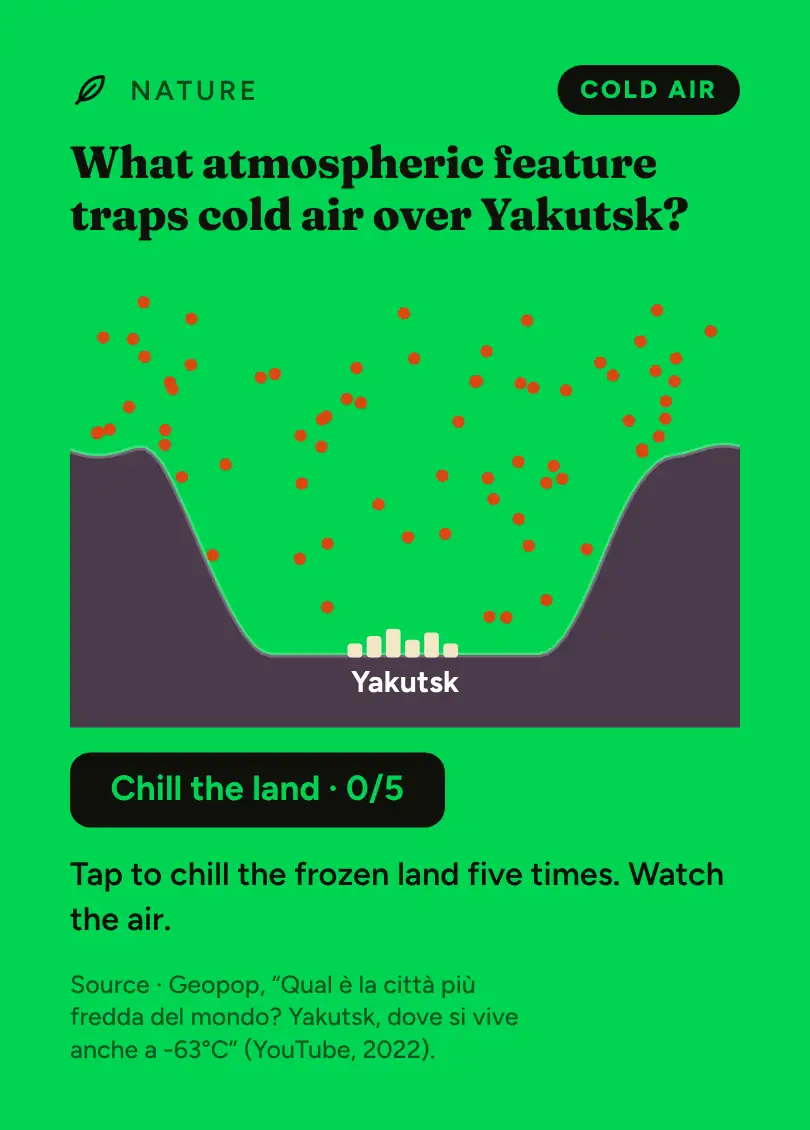 NATURE
COLD AIR
What atmospheric feature
traps cold air over Yakutsk?
Yakutsk
Chill the land · 0/5
Tap to chill the frozen land five times. Watch
the air.
Source · Geopop, “Qual è la città più
fredda del mondo? Yakutsk, dove si vive
anche a -63°C” (YouTube, 2022).